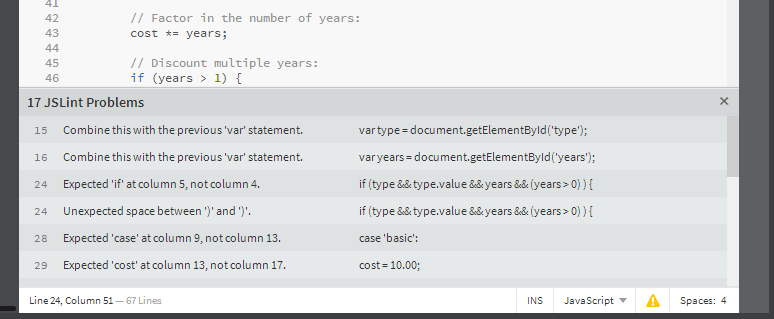 41
42 // Factor in the number of years:
43 cost *= years;
44
45 // Discount multiple years:
46 if (years > 1) {
17 JSLint Problems ×
15 Combine this with the previous 'var' statement. var type = document.getElementById('type');
16 Combine this with the previous 'var' statement. var years = document.getElementById('years');
24 Expected 'if' at column 5, not column 4. if (type && type.value && years && (years > 0) ) {
24 Unexpected space between ')' and ')'. if (type && type.value && years && (years > 0) ) {
28 Expected 'case' at column 9, not column 13. case 'basic':
29 Expected 'cost' at column 13, not column 17. cost = 10.00;
Line 24, Column 51 — 67 Lines INS JavaScript Spaces: 4